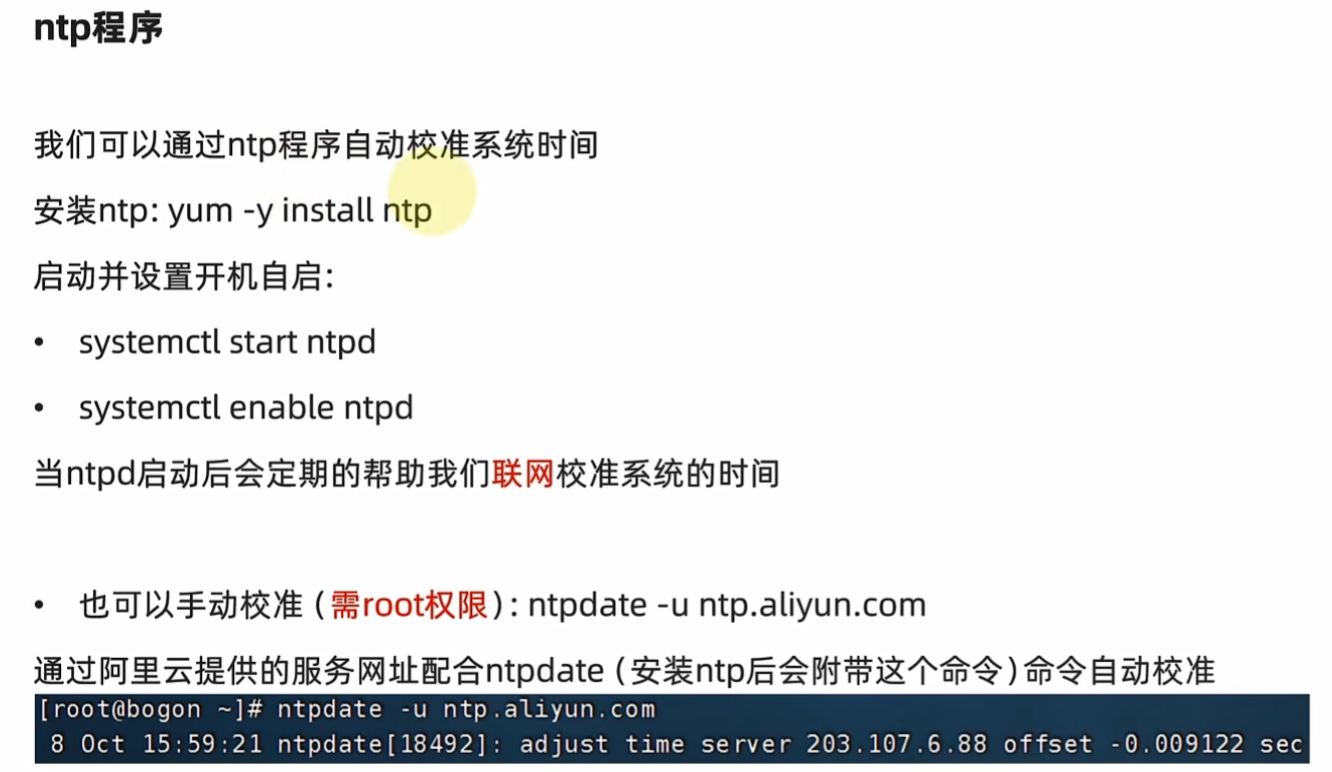 ntp程序
我们可以通过ntp程序自动校准系统时间
安装ntp: yum -y install ntp
启动并设置开机自启：
• systemctl start ntpd
• systemctl enable ntpd
当ntpd启动后会定期的帮助我们联网校准系统的时间
• 也可以手动校准（需root权限）: ntpdate -u ntp.aliyun.com
通过阿里云提供的服务网址配合ntpdate（安装ntp后会附带这个命令）命令自动校准
[root@bogon ~]# ntpdate -u ntp.aliyun.com
8 Oct 15:59:21 ntpdate[18492]: adjust time server 203.107.6.88 offset -0.009122 sec